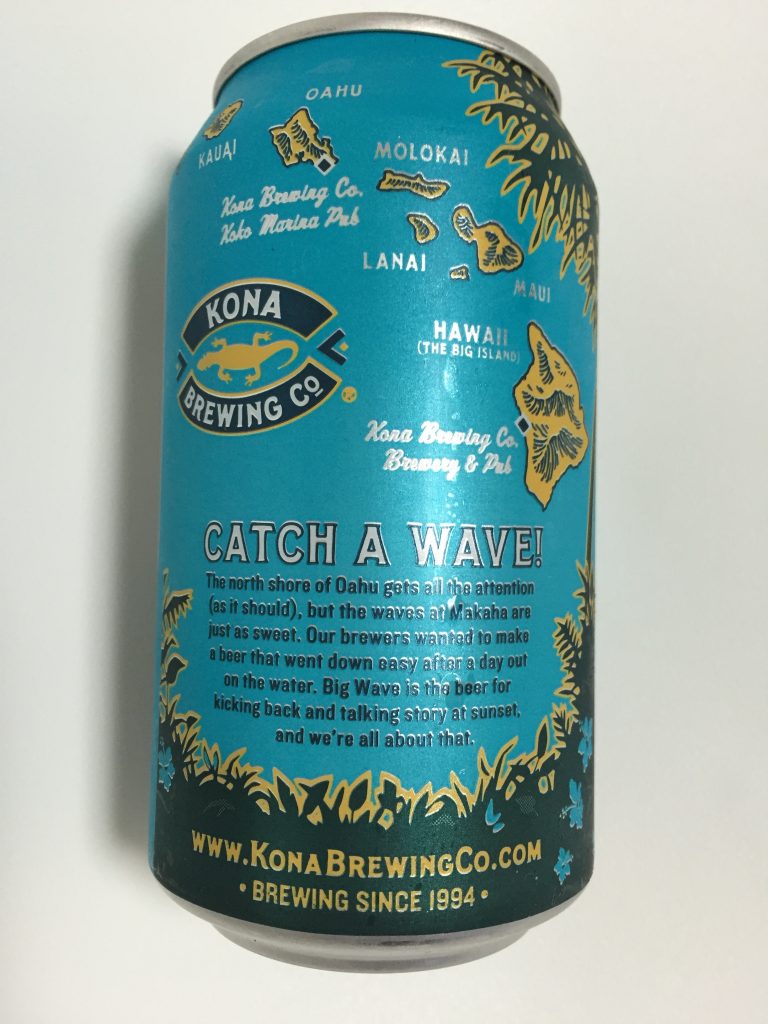 OAHU
KAUAI
MOLOKAI
Kona Brewing Co.
Koko Marina Pub
LANAI
MAUI
KONA
BREWING Co
HAWAII
(THE BIG ISLAND)
Kona Brewing Co.
Brewery & Pub
CATCH A WAVE!
The north shore of Oahu gets all the attention
(as it should), but the waves at Makaha are
just as sweet. Our brewers wanted to make
a beer that went down easy after a day out
on the water. Big Wave is the beer for
kicking back and talking story at sunset,
and we're all about that.
www.KonaBrewingCo.com
• BREWING SINCE 1994 •